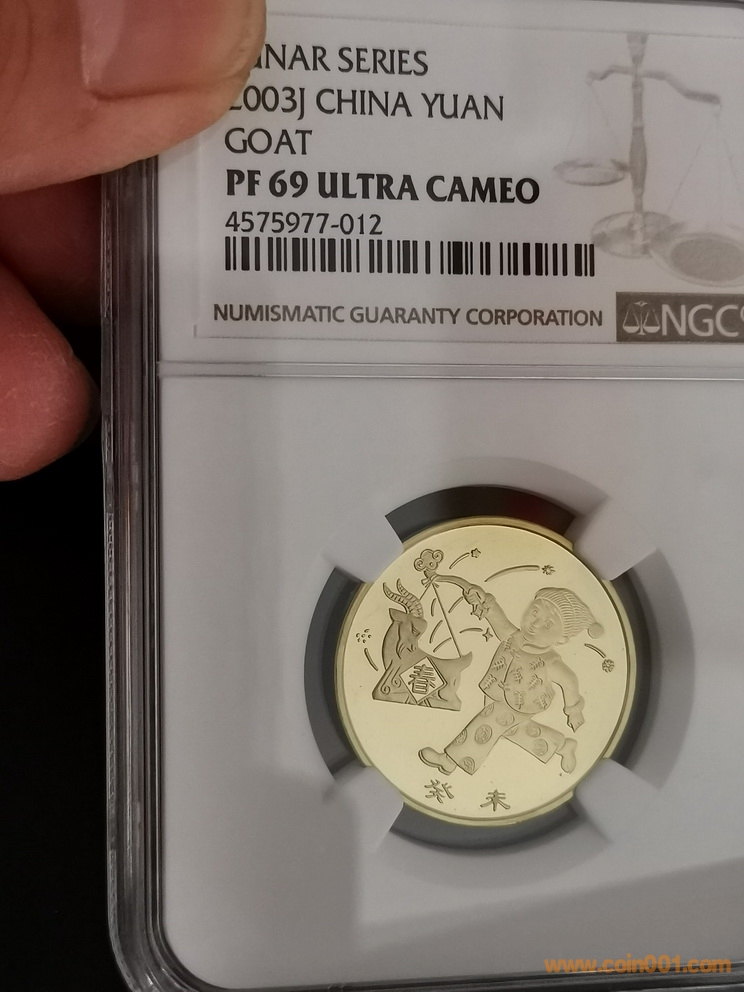 NAR SERIES
2003J CHINA YUAN
GOAT
PF 69 ULTRA CAMEO
4575977-012
NUMISMATIC GUARANTY CORPORATION
NGC
春
癸未
www.coin001.com